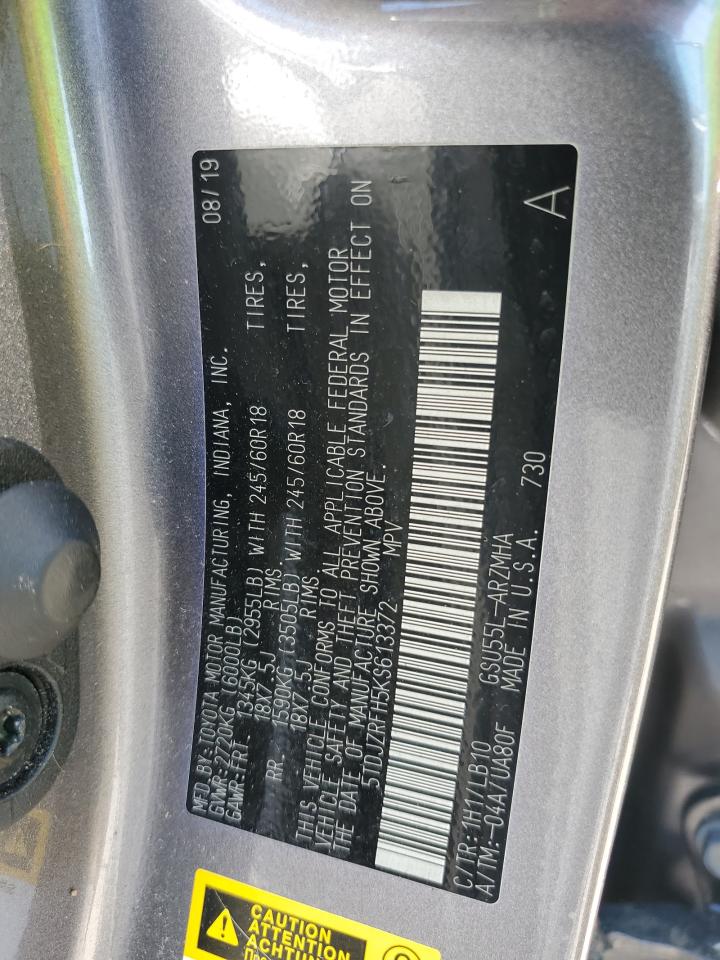 MFD.BY:TOYOTA MOTOR MANUFACTURING, INDIANA, INC. 08/19
GVWR:2720KG(6000LB)
GAWR:FRT. 1345KG (2955LB) WITH 245/60R18 TIRES,
18X7.5J RIMS
RR. 1590KG (3505LB) WITH 245/60R18 TIRES,
18X7.5J RIMS
THIS VEHICLE CONFORMS TO ALL APPLICABLE FEDERAL MOTOR
VEHICLE SAFETY AND THEFT PREVENTION STANDARDS IN EFFECT ON
THE DATE OF MANUFACTURE SHOWN ABOVE.
5TDJZRFH5KS613372 MPV
C/TR:1H1/LB10 GSU55L-ARZMHA 730 A
A/TM:-04A/UA80F MADE IN U.S.A.
CAUTION
ATTENTION
ACHTUNG